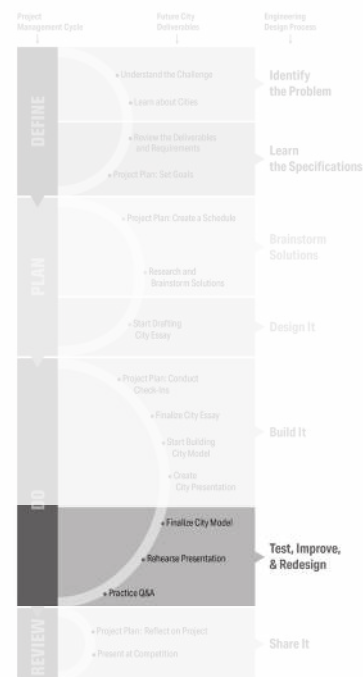 Project
Management Cycle
Future City
Deliverables
Engineering
Design Process
DEFINE
Understand the Challenge
Learn about Cities
Identify
the Problem
Review the Deliverables
and Requirements
Project Plan: Set Goals
Learn
the Specifications
PLAN
Project Plan: Create a Schedule
Research and
Brainstorm Solutions
Brainstorm
Solutions
Start Drafting
City Essay
Design It
DO
Project Plan: Conduct
Check-Ins
Finalize City Essay
Start Building
City Model
Create
City Presentation
Build It
Finalize City Model
Rehearse Presentation
Practice Q&A
Test, Improve,
& Redesign
REVIEW
Project Plan: Reflect on Project
Present at Competition
Share It